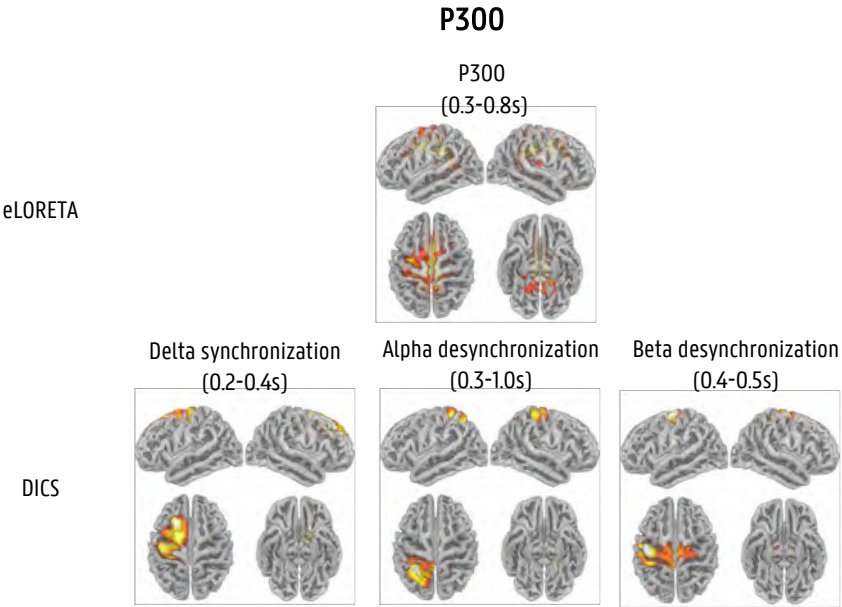 P300
P300
(0.3-0.8s)
eLORETA
Delta synchronization
(0.2-0.4s)
Alpha desynchronization
(0.3-1.0s)
Beta desynchronization
(0.4-0.5s)
DICS